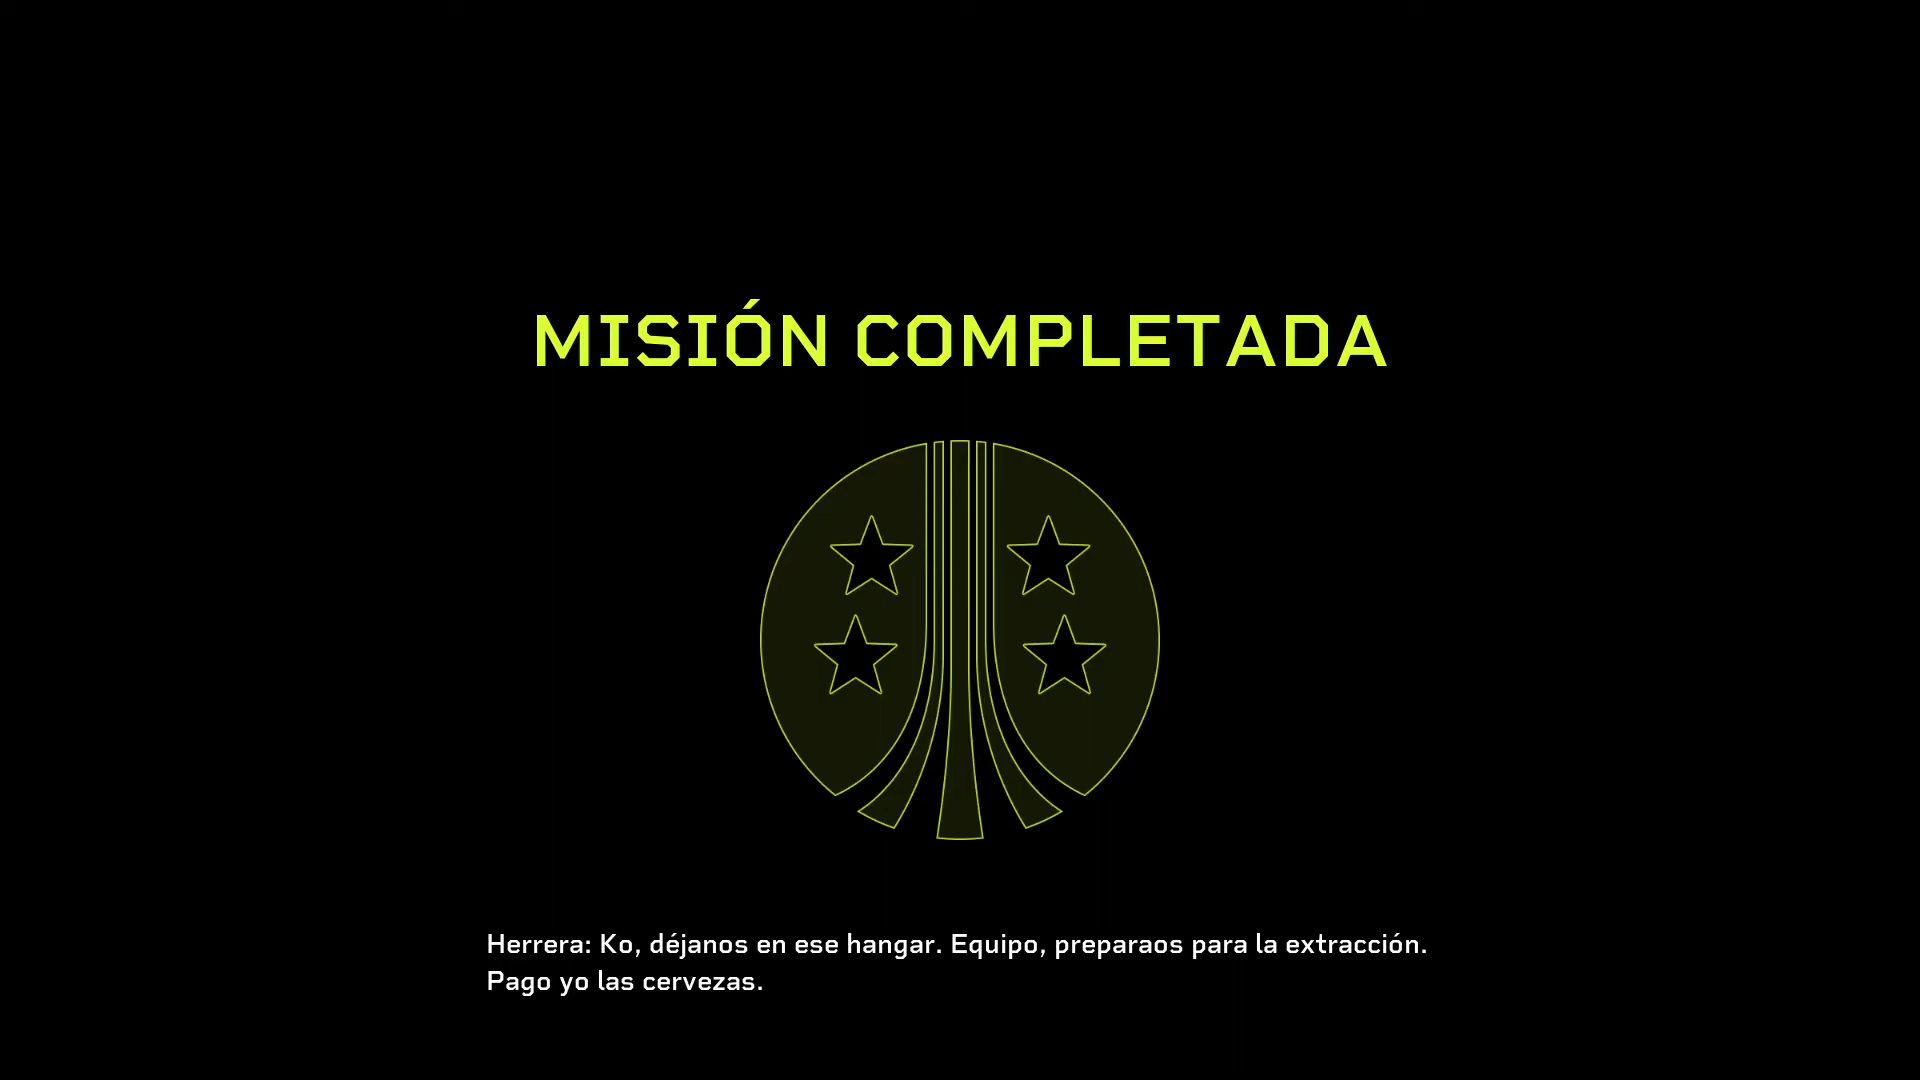 MISIÓN COMPLETADA
Herrera: Ko, déjanos en ese hangar. Equipo, preparaos para la extracción.
Pago yo las cervezas.